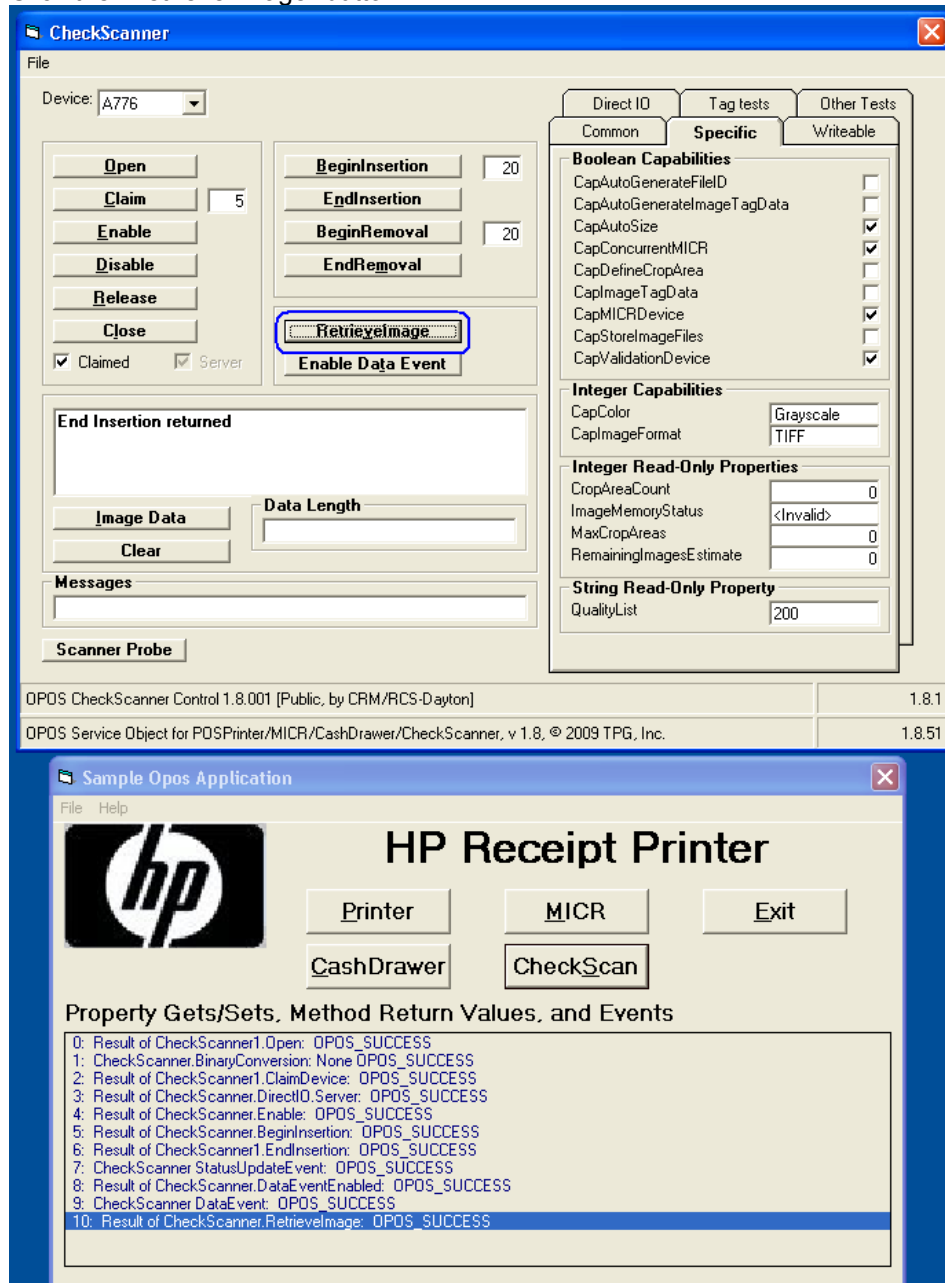 CheckScanner
File
Device: A776
Open
Claim 5
Enable
Disable
Release
Close
Claimed Server
BeginInsertion 20
EndInsertion
BeginRemoval 20
EndRemoval
RetrieveImage
Enable Data Event
End Insertion returned
Image Data
Clear
Data Length
Messages
Scanner Probe
Direct IO Tag tests Other Tests
Common Specific Writeable
Boolean Capabilities
CapAutoGenerateFileID
CapAutoGenerateImageTagData
CapAutoSize
CapConcurrentMICR
CapDefineCropArea
CapImageTagData
CapMICRDevice
CapStoreImageFiles
CapValidationDevice
Integer Capabilities
CapColor Grayscale
CapImageFormat TIFF
Integer Read-Only Properties
CropAreaCount 0
ImageMemoryStatus <Invalid>
MaxCropAreas 0
RemainingImagesEstimate 0
String Read-Only Property
QualityList 200
OPOS CheckScanner Control 1.8.001 [Public, by CRM/RCS-Dayton] 1.8.1
OPOS Service Object for POSPrinter/MICR/CashDrawer/CheckScanner, v 1.8, © 2009 TPG, Inc. 1.8.51
Sample Opos Application
File Help
hp
HP Receipt Printer
Printer MICR Exit
CashDrawer CheckScan
Property Gets/Sets, Method Return Values, and Events
0: Result of CheckScanner1.Open: OPOS_SUCCESS
1: CheckScanner.BinaryConversion: None OPOS_SUCCESS
2: Result of CheckScanner1.ClaimDevice: OPOS_SUCCESS
3: Result of CheckScanner.DirectIO.Server: OPOS_SUCCESS
4: Result of CheckScanner.Enable: OPOS_SUCCESS
5: Result of CheckScanner.BeginInsertion: OPOS_SUCCESS
6: Result of CheckScanner1.EndInsertion: OPOS_SUCCESS
7: CheckScanner StatusUpdateEvent: OPOS_SUCCESS
8: Result of CheckScanner.DataEventEnabled: OPOS_SUCCESS
9: CheckScanner DataEvent: OPOS_SUCCESS
10: Result of CheckScanner.RetrieveImage: OPOS_SUCCESS